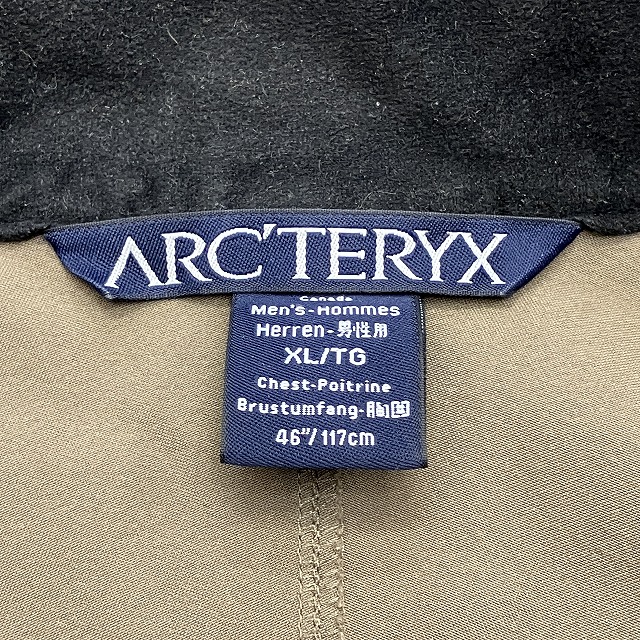 ARC'TERYX
Canada
Men's-Hommes
Herren-男性用
XL/TG
Chest-Poitrine
Brustumfang-胸囲
46"/117cm